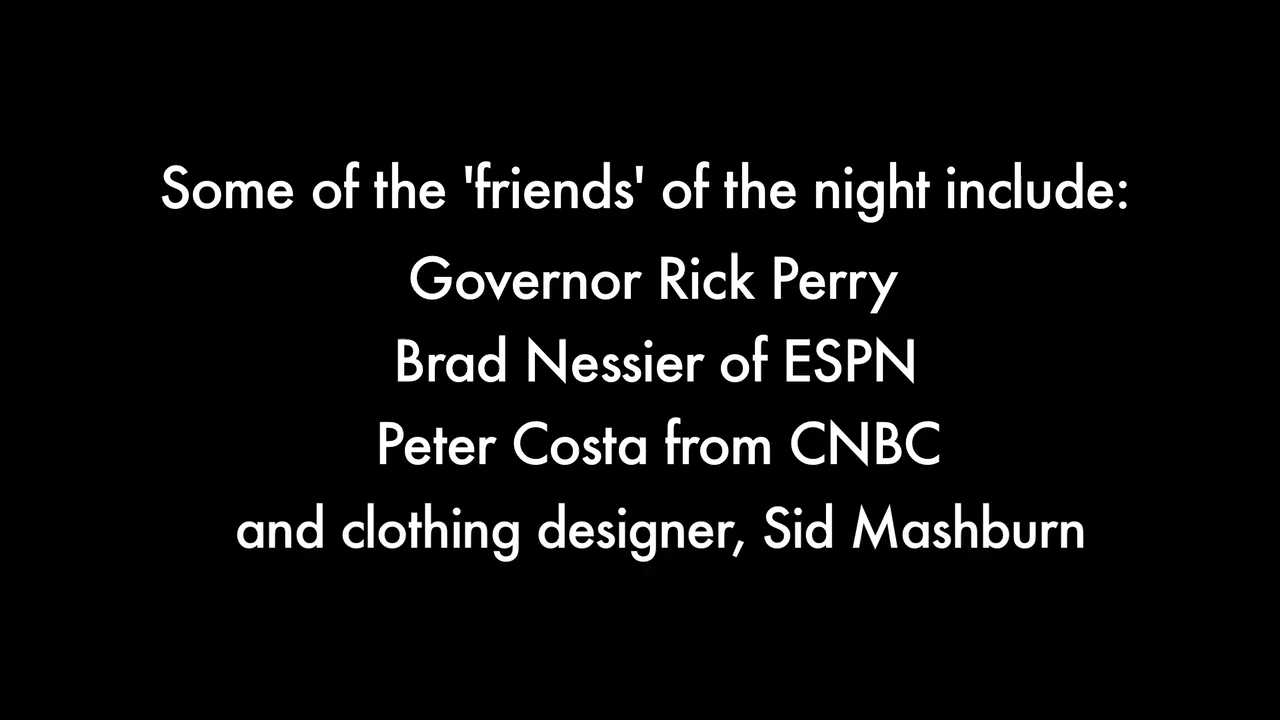 Some of the 'friends' of the night include:
Governor Rick Perry
Brad Nessier of ESPN
Peter Costa from CNBC
and clothing designer, Sid Mashburn